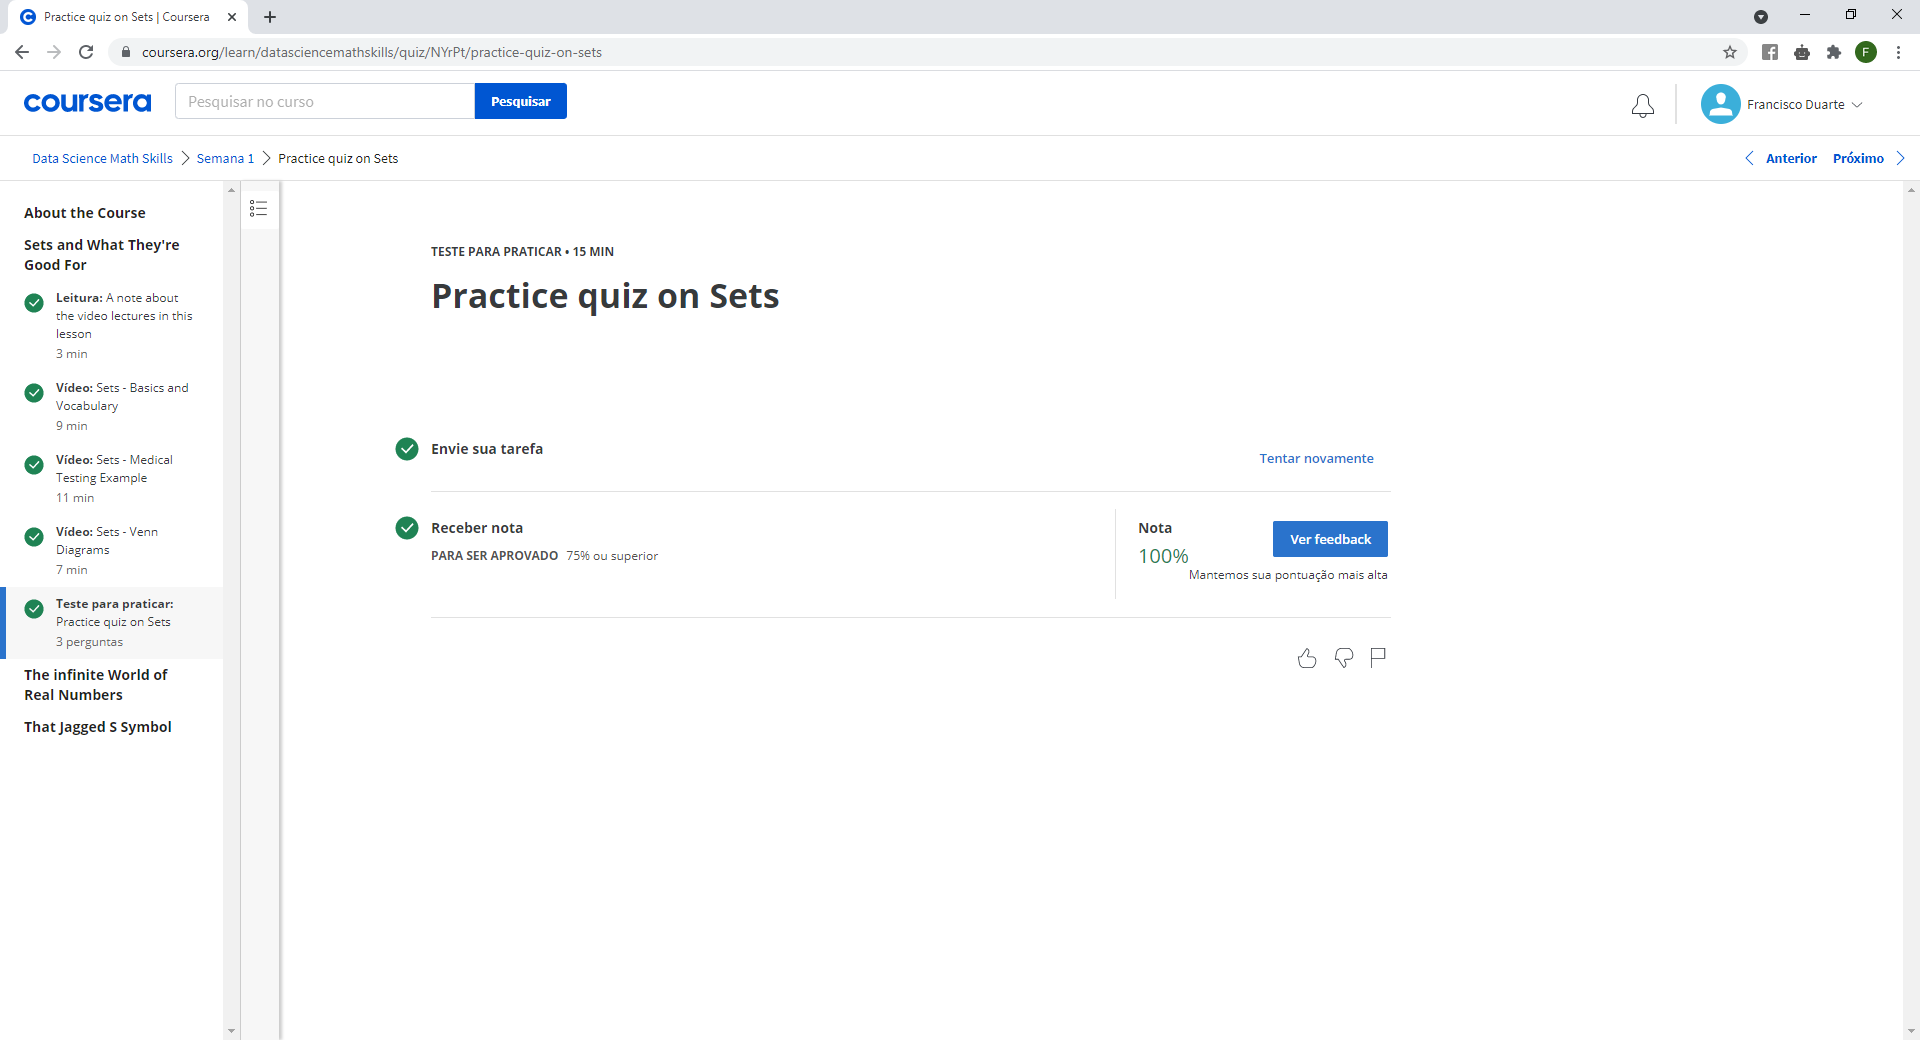 Practice quiz on Sets | Coursera
coursera.org/learn/datasciencemathskills/quiz/NYrPt/practice-quiz-on-sets
F
coursera
Pesquisar no curso
Pesquisar
Francisco Duarte
Data Science Math Skills
Semana 1
Practice quiz on Sets
Anterior
Próximo
About the Course
Sets and What They're
Good For
Leitura: A note about
the video lectures in this
lesson
3 min
Vídeo: Sets - Basics and
Vocabulary
9 min
Vídeo: Sets - Medical
Testing Example
11 min
Vídeo: Sets - Venn
Diagrams
7 min
Teste para praticar:
Practice quiz on Sets
3 perguntas
The infinite World of
Real Numbers
That Jagged S Symbol
TESTE PARA PRATICAR • 15 MIN
Practice quiz on Sets
Envie sua tarefa
Tentar novamente
Receber nota
PARA SER APROVADO 75% ou superior
Nota
100%
Ver feedback
Mantemos sua pontuação mais alta